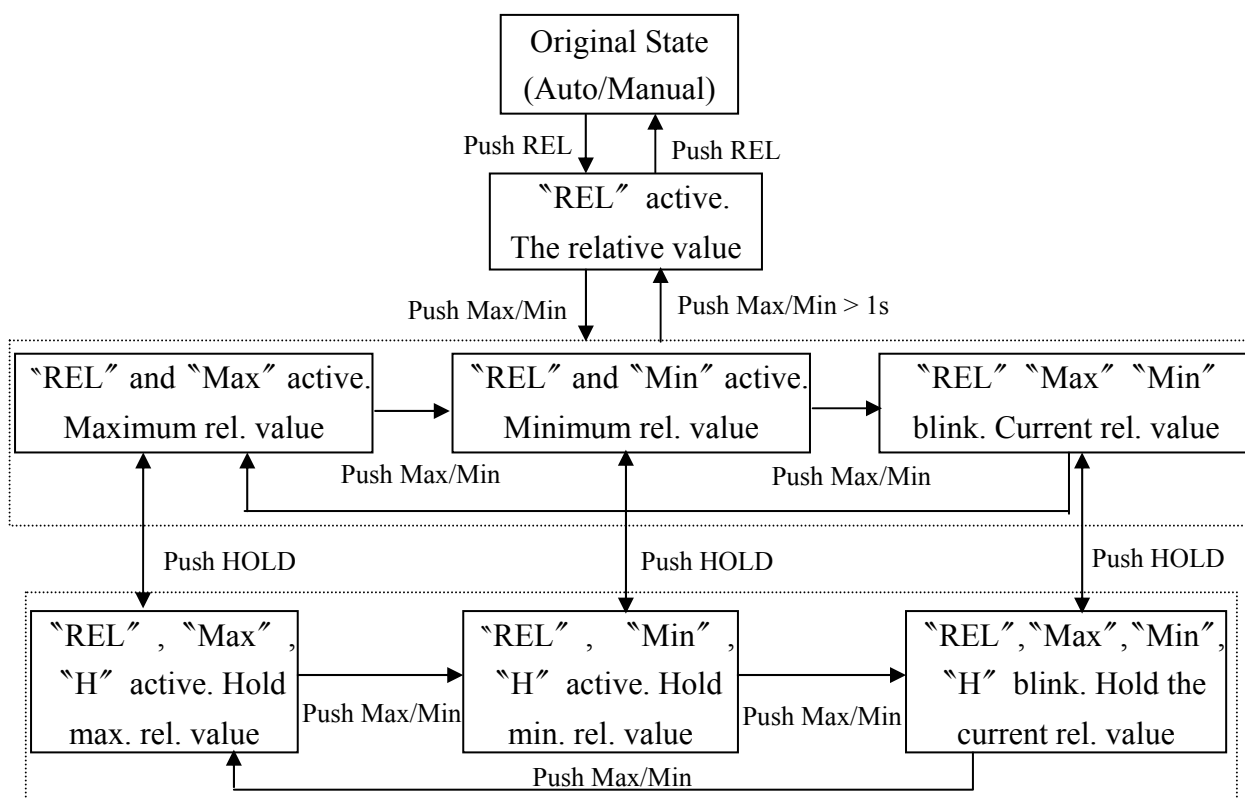 Original State
(Auto/Manual)
Push REL
Push REL
〝REL〞 active.
The relative value
Push Max/Min
Push Max/Min > 1s
〝REL〞 and 〝Max〞 active.
Maximum rel. value
〝REL〞 and 〝Min〞 active.
Minimum rel. value
〝REL〞 〝Max〞 〝Min〞
blink. Current rel. value
Push Max/Min
Push Max/Min
Push HOLD
Push HOLD
Push HOLD
〝REL〞 , 〝Max〞 ,
〝H〞 active. Hold
max. rel. value
Push Max/Min
〝REL〞 , 〝Min〞 ,
〝H〞 active. Hold
min. rel. value
Push Max/Min
〝REL〞,〝Max〞,〝Min〞,
〝H〞 blink. Hold the
current rel. value
Push Max/Min